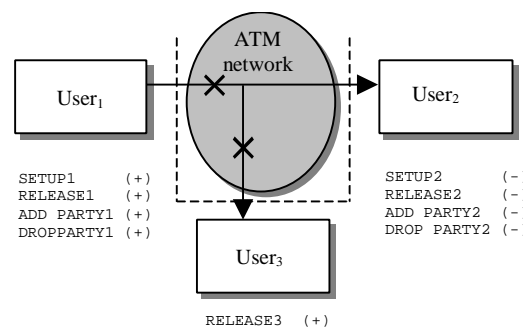 ATM
network
User₁
User₂
SETUP1 (+)
RELEASE1 (+)
ADD PARTY1 (+)
DROPPARTY1 (+)
SETUP2 (-)
RELEASE2 (-)
ADD PARTY2 (-)
DROP PARTY2 (-)
User₃
RELEASE3 (+)